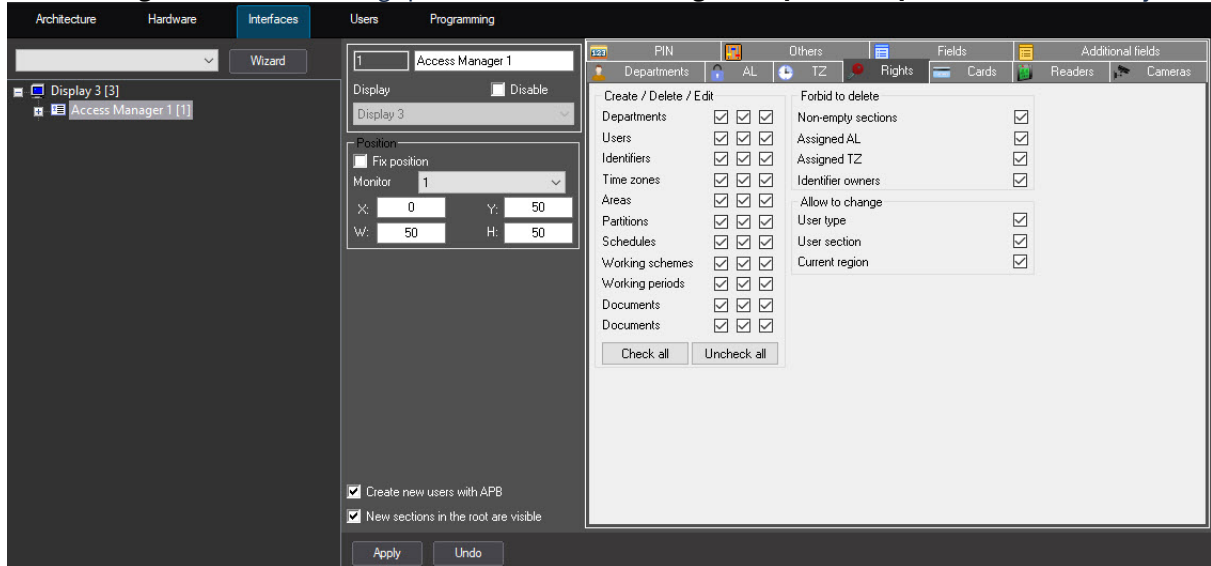 Architecture Hardware Interfaces Users Programming
Wizard
Display 3 [3]
Access Manager 1 [1]
1 Access Manager 1
Display Disable
Display 3
Position
Fix position
Monitor 1
X: 0 Y: 50
W: 50 H: 50
Create new users with APB
New sections in the root are visible
Apply Undo
123 PIN Others Fields Additional fields
Departments AL TZ Rights Cards Readers Cameras
Create / Delete / Edit
Departments
Users
Identifiers
Time zones
Areas
Partitions
Schedules
Working schemes
Working periods
Documents
Documents
Check all Uncheck all
Forbid to delete
Non-empty sections
Assigned AL
Assigned TZ
Identifier owners
Allow to change
User type
User section
Current region